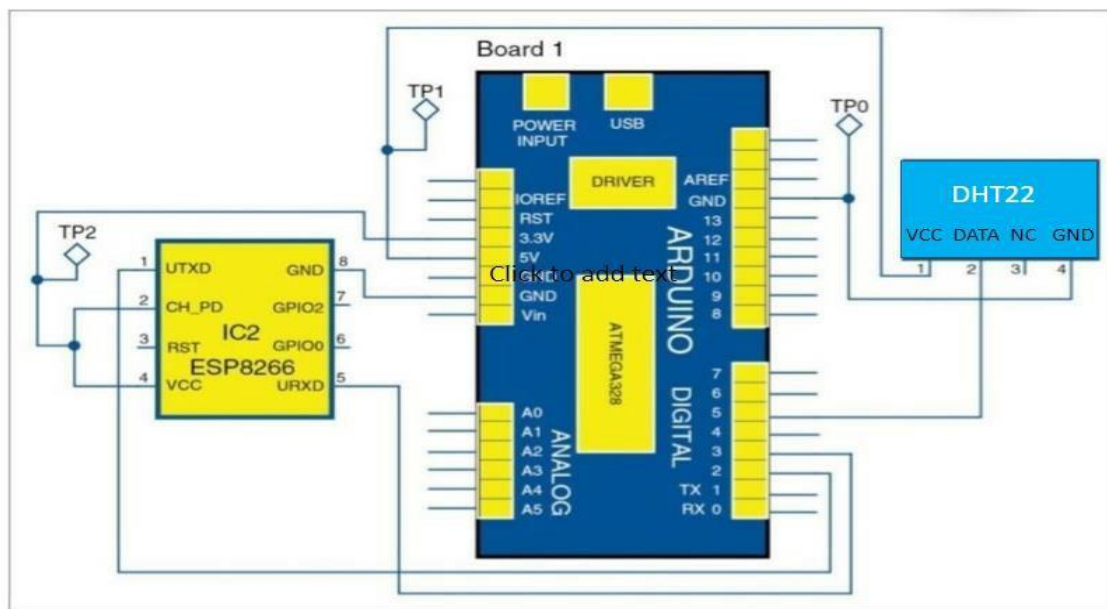 Board 1
TP1
POWER INPUT
USB
TP0
DRIVER
AREF
GND
13
12
11
10
9
8
IOREF
RST
3.3V
5V
GND
GND
Vin
Click to add text
ARDUINO
ATMEGA328
DIGITAL
7
6
5
4
3
2
TX 1
RX 0
ANALOG
A0
A1
A2
A3
A4
A5
DHT22
VCC DATA NC GND
1 2 3 4
TP2
1 UTXD
2 CH_PD
3 RST
4 VCC
IC2
ESP8266
GND 8
GPIO2 7
GPIO0 6
URXD 5